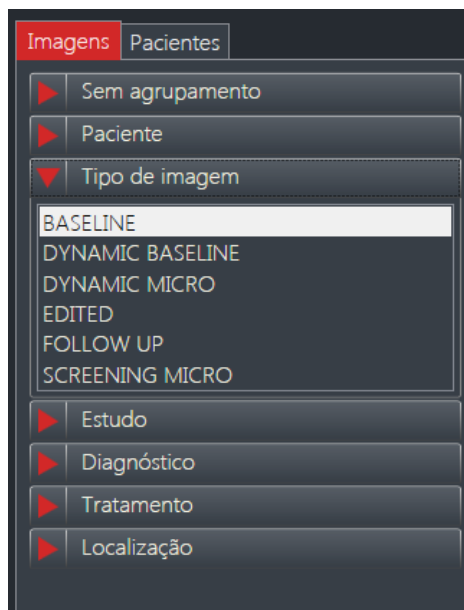 Imagens Pacientes
Sem agrupamento
Paciente
Tipo de imagem
BASELINE
DYNAMIC BASELINE
DYNAMIC MICRO
EDITED
FOLLOW UP
SCREENING MICRO
Estudo
Diagnóstico
Tratamento
Localização